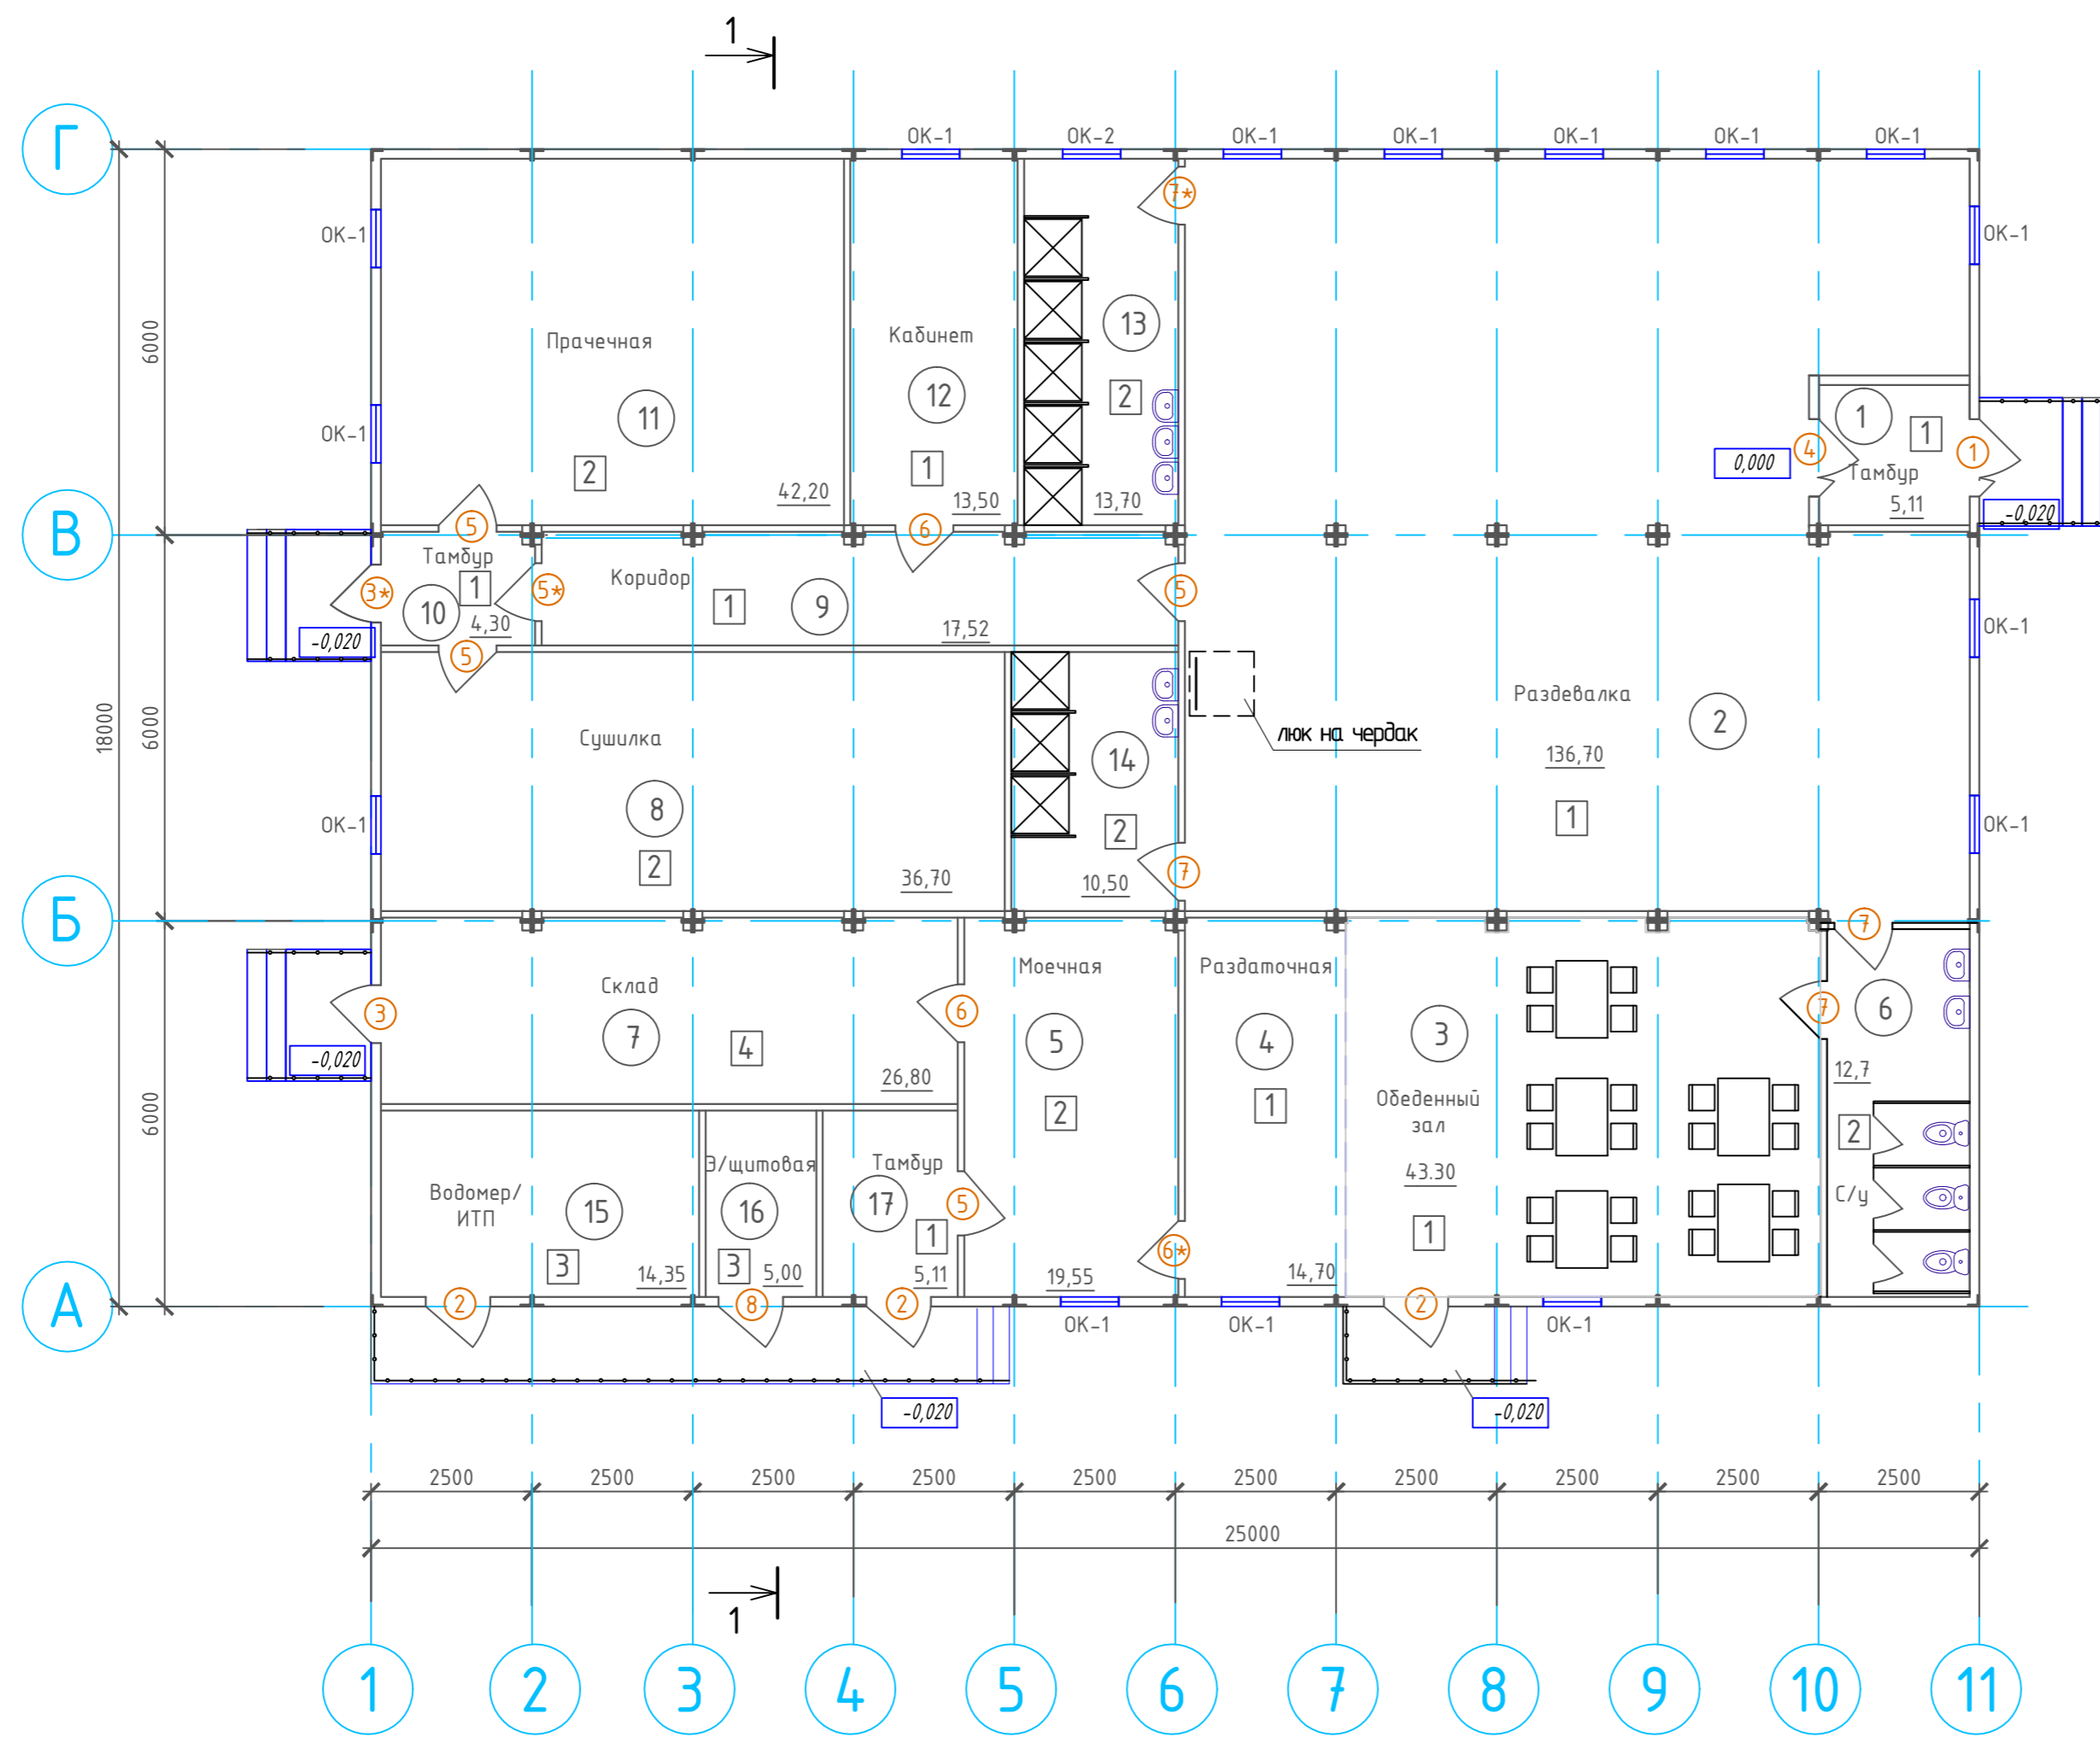 1
Г
ОК-1
ОК-2
ОК-1
ОК-1
ОК-1
ОК-1
ОК-1
7*
ОК-1
ОК-1
6000
Прачечная
11
2
42,20
Кабинет
12
1
13,50
13
2
13,70
1
1
4
1
0,000
Тамбур
5,11
-0,020
ОК-1
В
5
6
Тамбур
1
3*
10
4,30
5*
Коридор
1
9
17,52
5
-0,020
5
ОК-1
18000
6000
Сушилка
8
2
36,70
14
2
10,50
7
люк на чердак
Раздевалка
2
136,70
1
ОК-1
ОК-1
Б
7
Склад
7
4
26,80
3
-0,020
6
Моечная
5
2
19,55
Раздаточная
4
1
14,70
3
Обеденный
зал
43.30
1
7
6
12,7
2
С/у
6000
Водомер/
ИТП
15
3
14,35
Э/щитовая
16
3
5,00
Тамбур
17
1
5,11
5
6*
А
2
8
2
2
ОК-1
ОК-1
ОК-1
-0,020
-0,020
2500
2500
2500
2500
2500
2500
2500
2500
2500
2500
25000
1
1
2
3
4
5
6
7
8
9
10
11